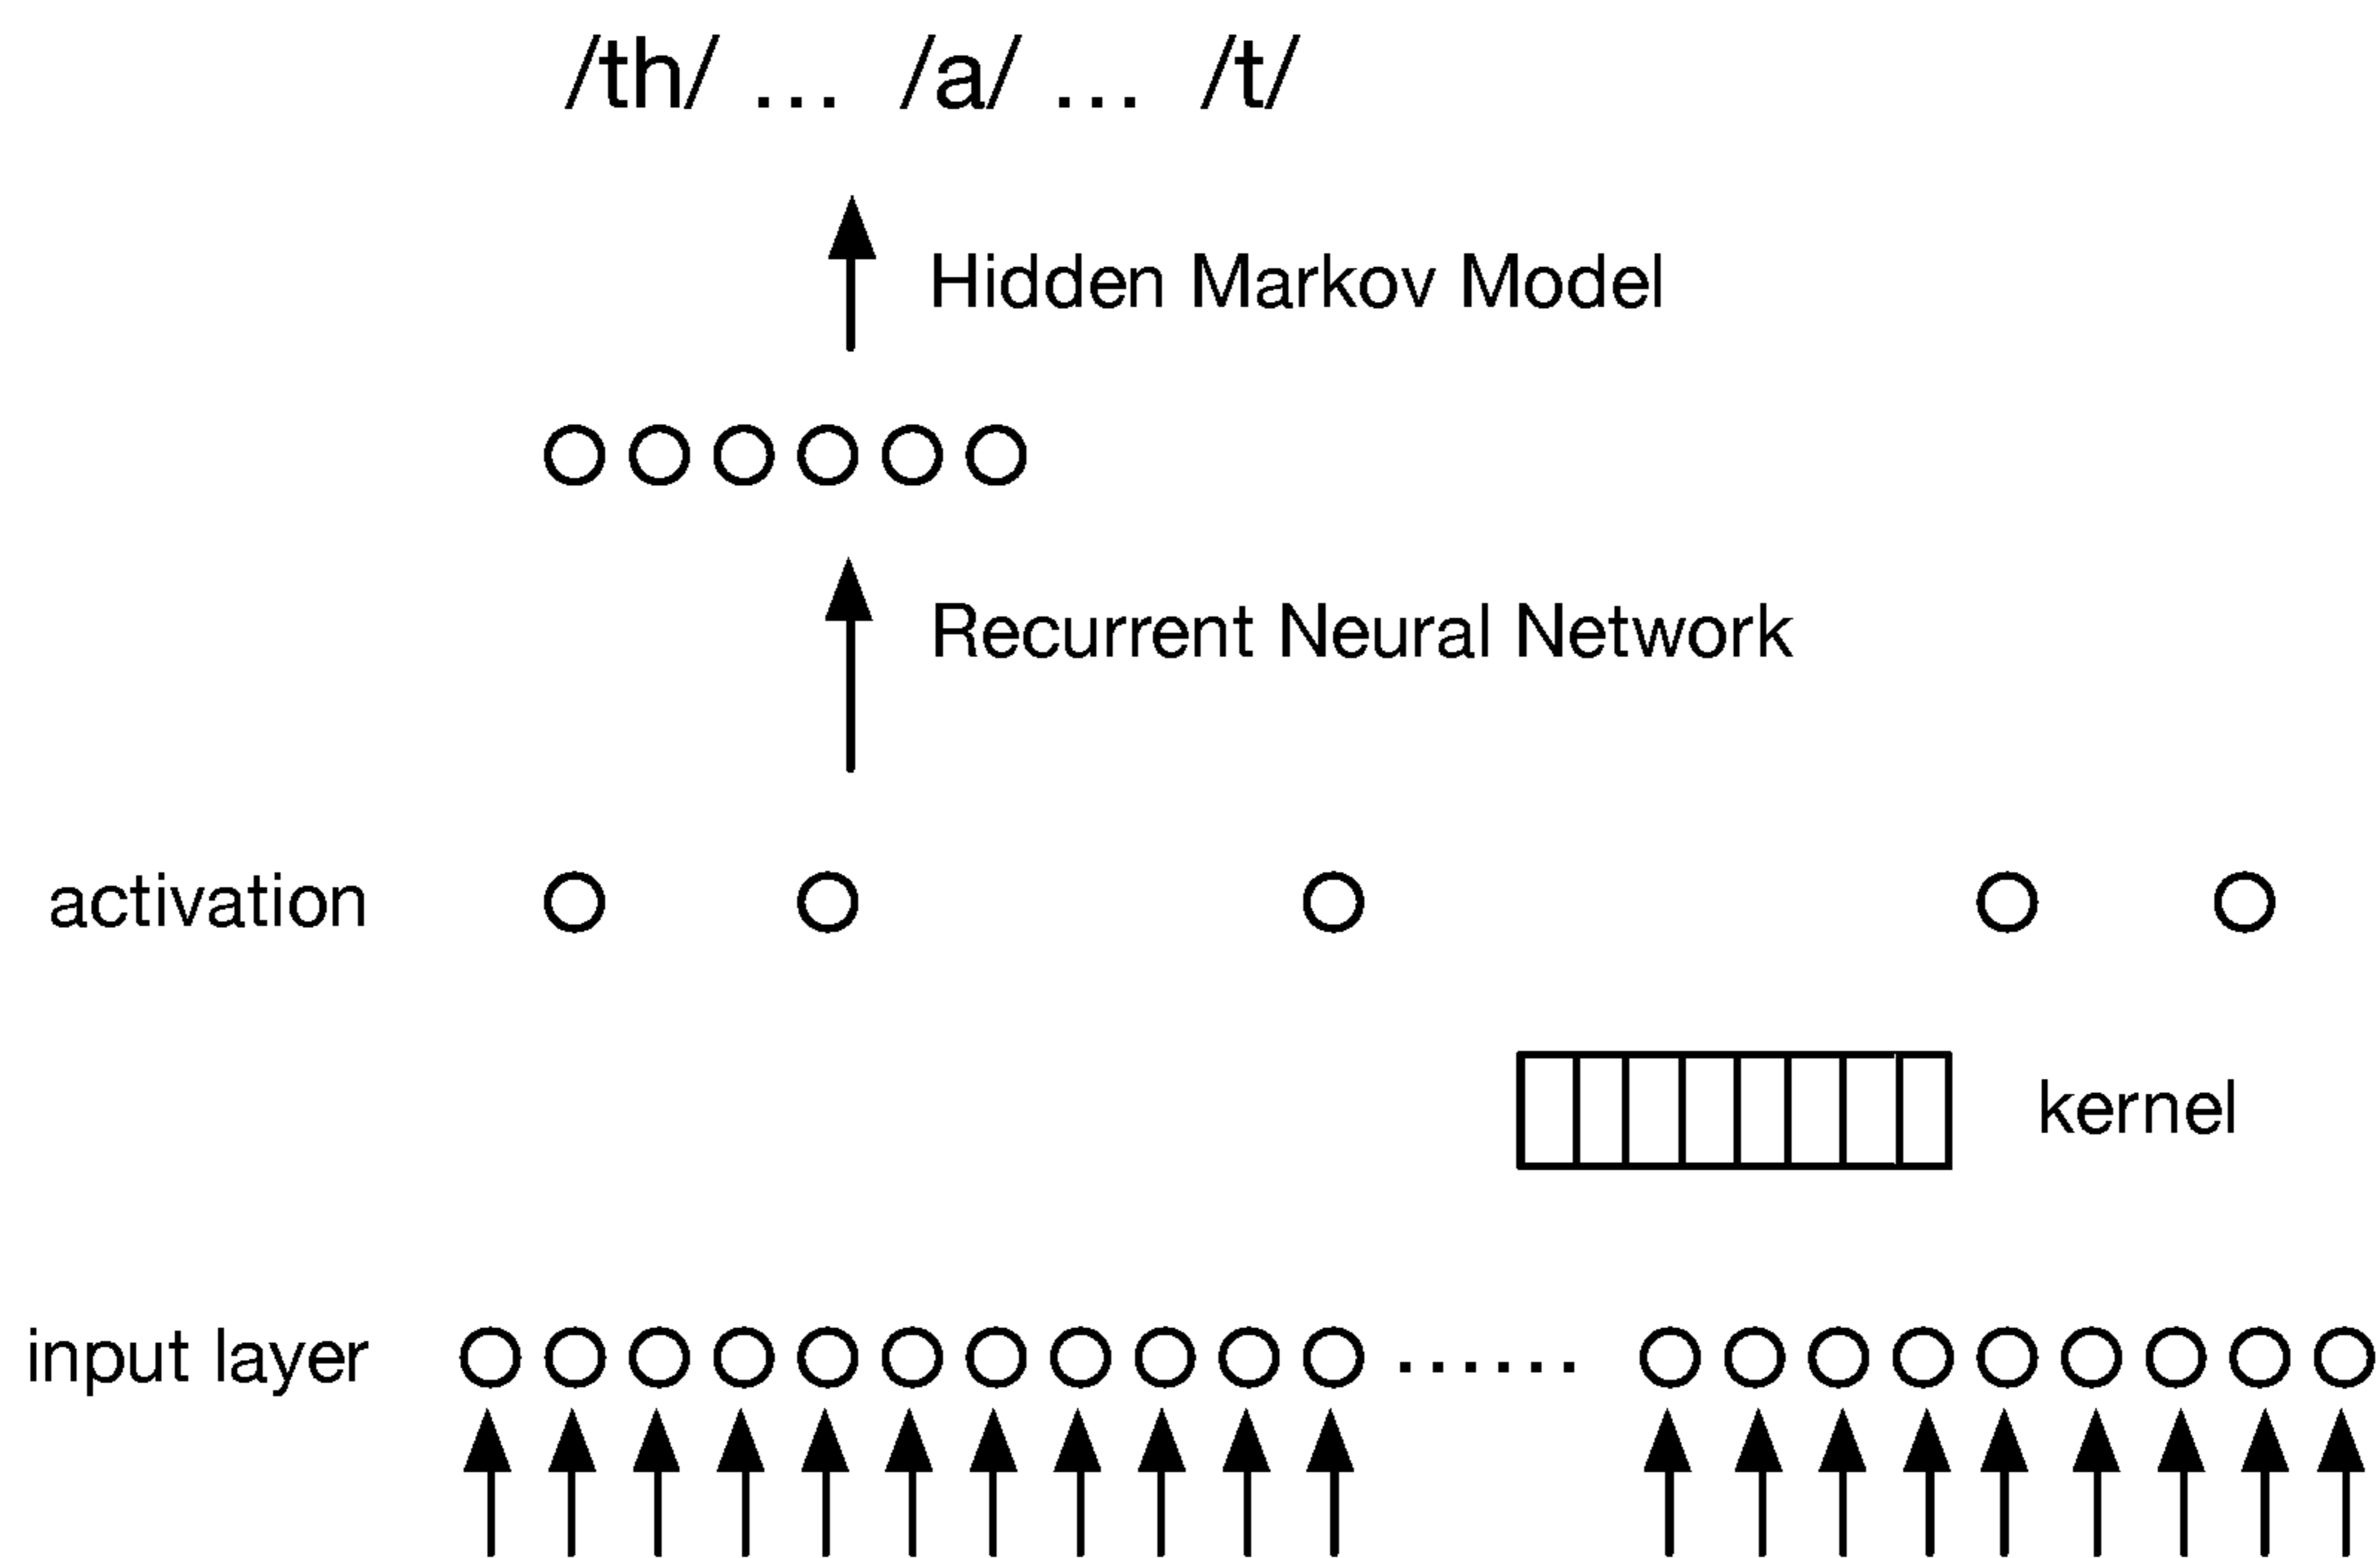 /th/ ... /a/ ... /t/
Hidden Markov Model
Recurrent Neural Network
activation
kernel
input layer ......